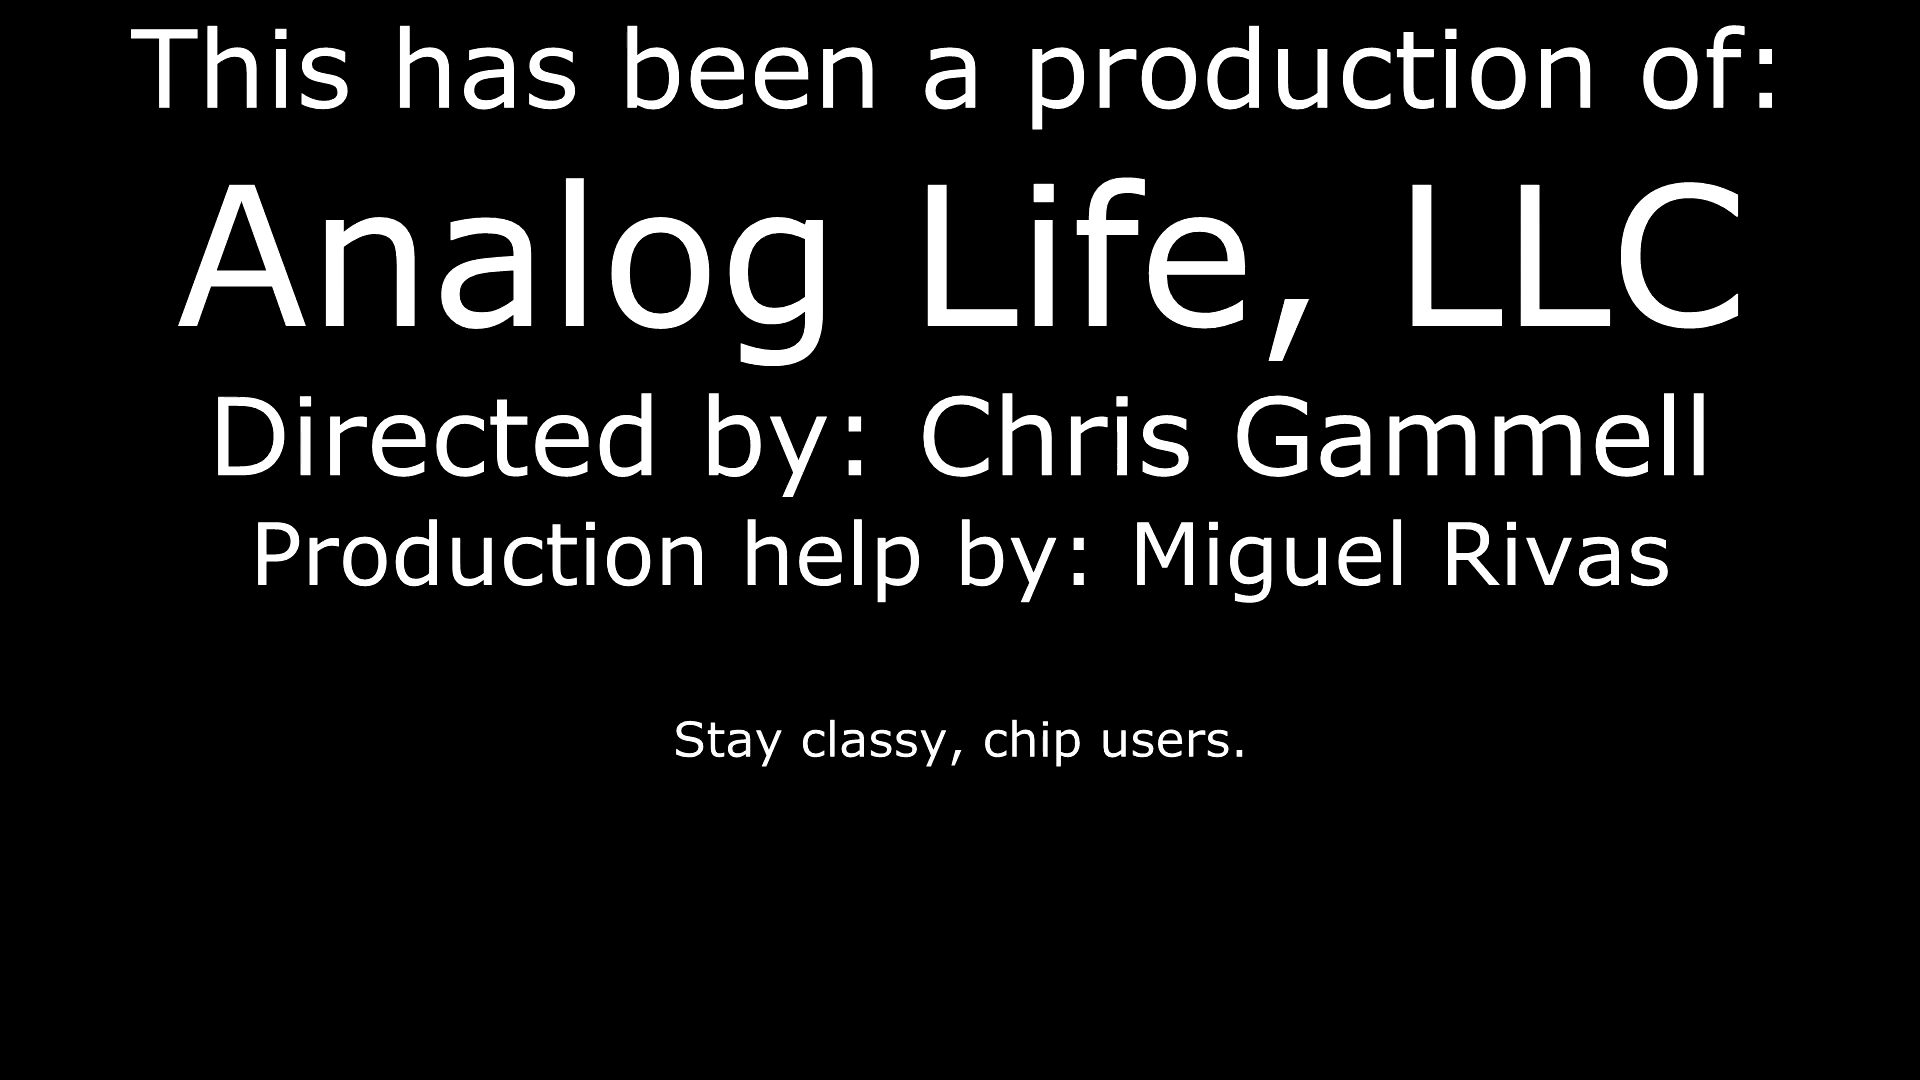 This has been a production of:
Analog Life, LLC
Directed by: Chris Gammell
Production help by: Miguel Rivas
Stay classy, chip users.